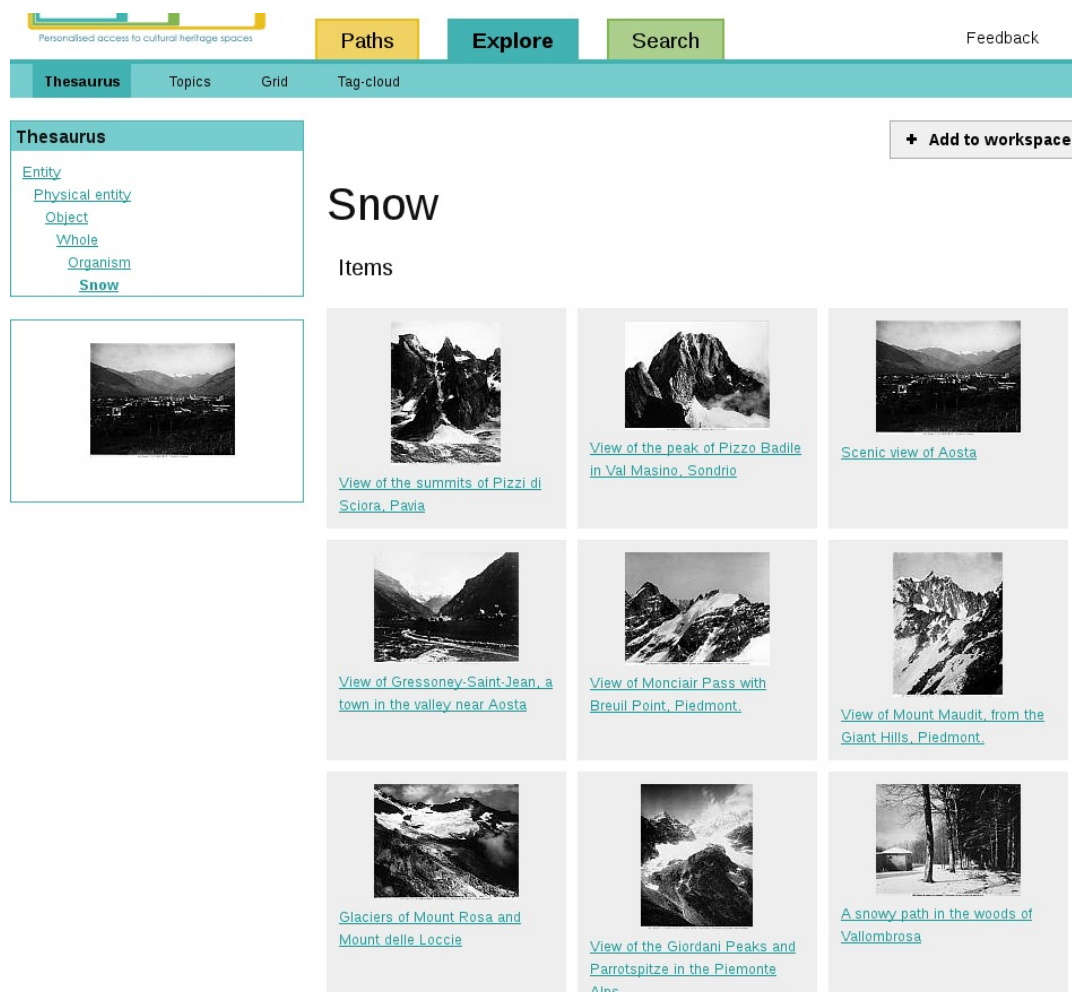 Personalised access to cultural heritage spaces
Paths
Explore
Search
Feedback
Thesaurus
Topics
Grid
Tag-cloud
Thesaurus
Entity
Physical entity
Object
Whole
Organism
Snow
+ Add to workspace
Snow
Items
View of the summits of Pizzi di
Sciora, Pavia
View of the peak of Pizzo Badile
in Val Masino, Sondrio
Scenic view of Aosta
View of Gressoney-Saint-Jean, a
town in the valley near Aosta
View of Monciair Pass with
Breuil Point, Piedmont.
View of Mount Maudit, from the
Giant Hills, Piedmont.
Glaciers of Mount Rosa and
Mount delle Loccie
View of the Giordani Peaks and
Parrotspitze in the Piemonte
Alps
A snowy path in the woods of
Vallombrosa